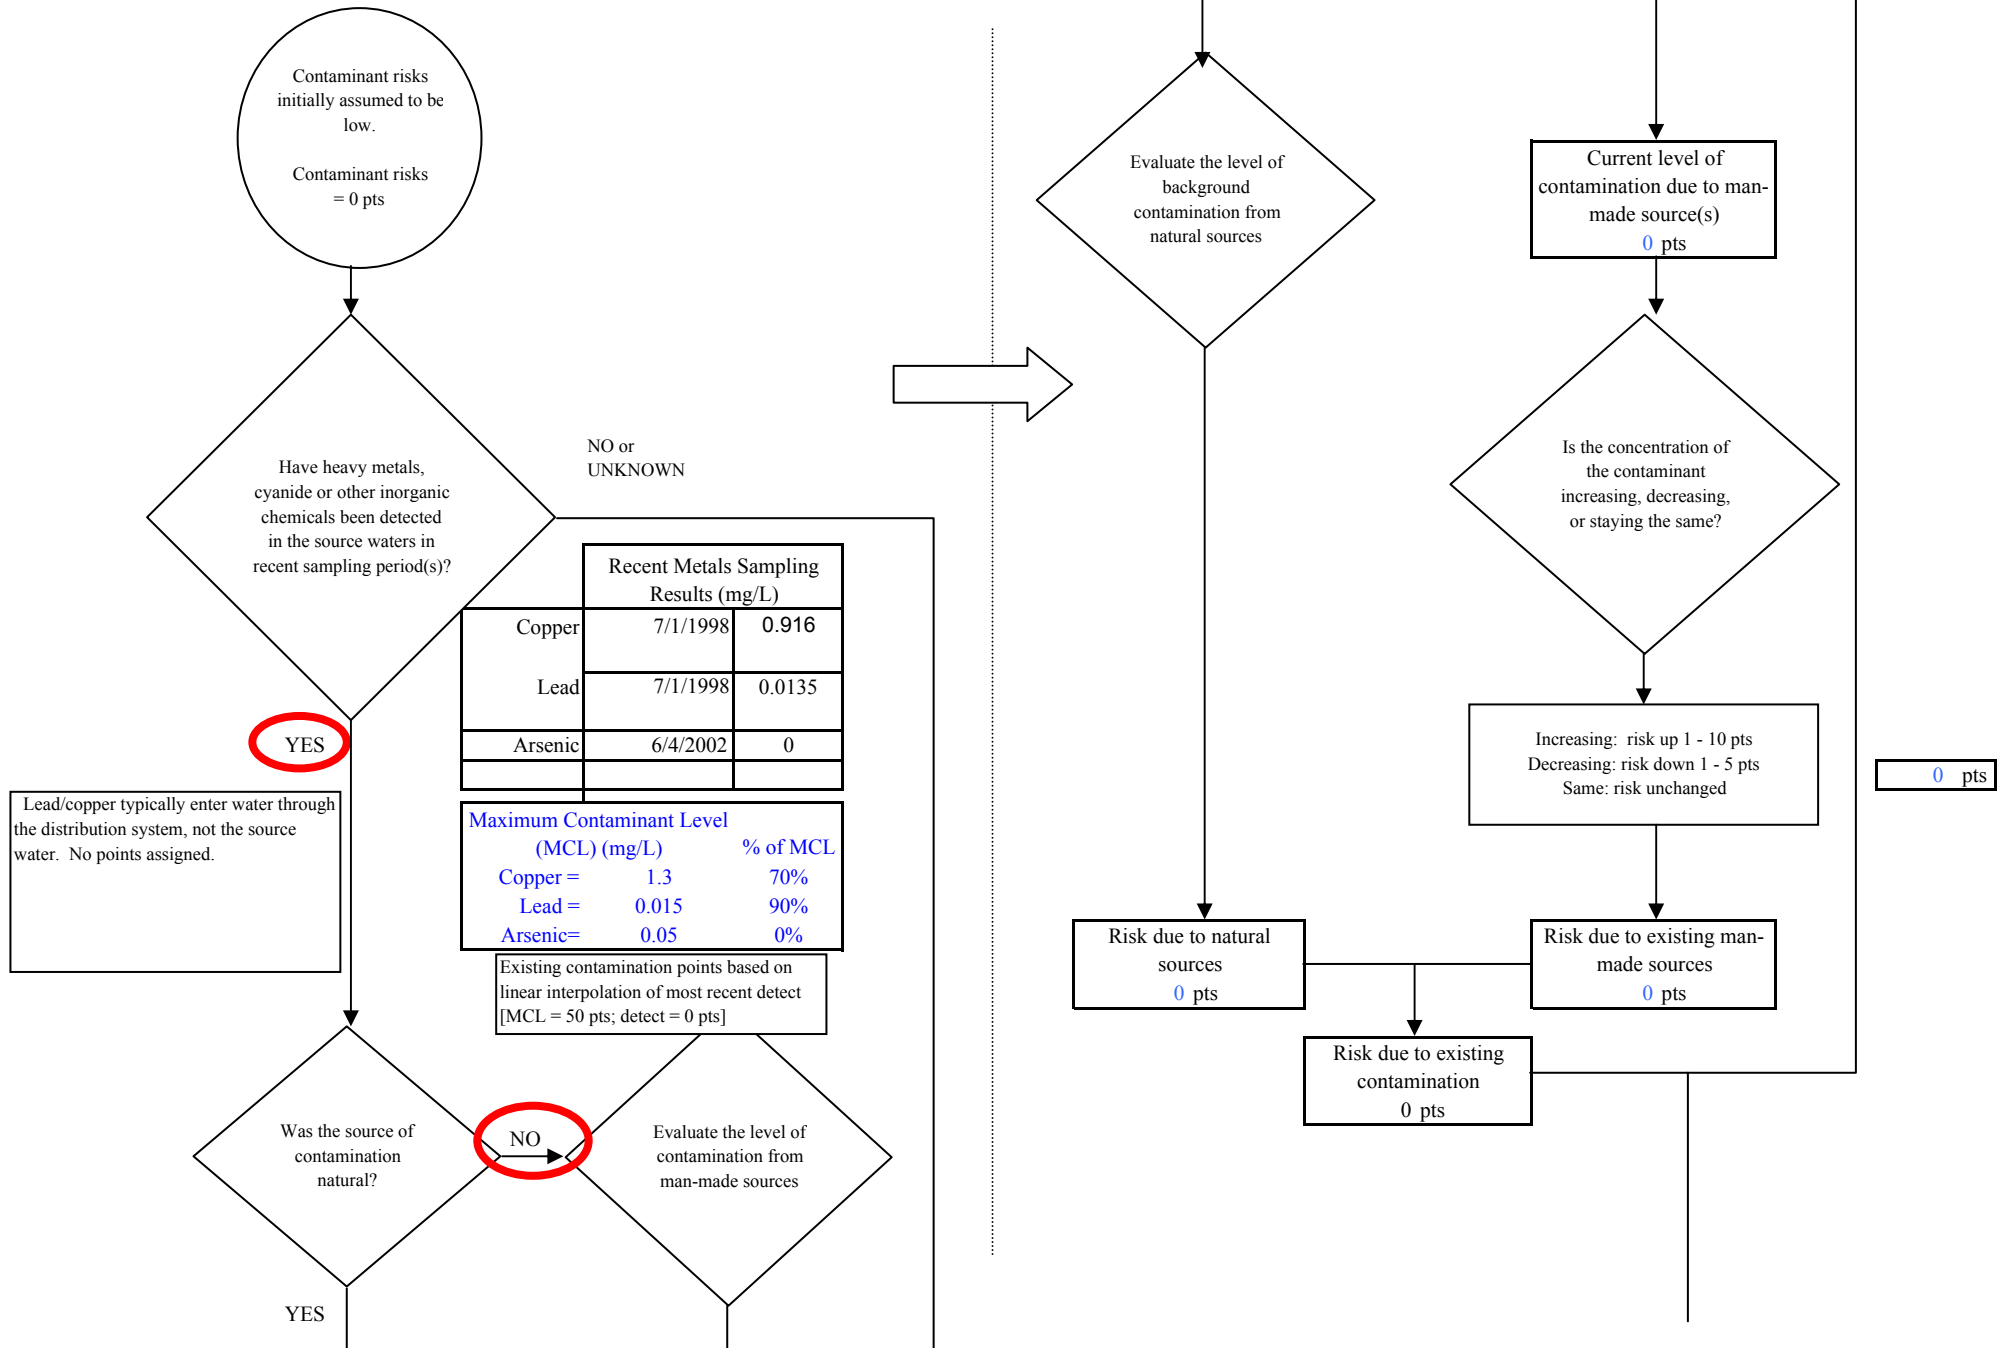 Contaminant risks
initially assumed to be
low.
Contaminant risks
= 0 pts
Have heavy metals,
cyanide or other inorganic
chemicals been detected
in the source waters in
recent sampling period(s)?
NO or
UNKNOWN
Recent Metals Sampling
Results (mg/L)
Copper 7/1/1998 0.916
Lead 7/1/1998 0.0135
Arsenic 6/4/2002 0
YES
Lead/copper typically enter water through
the distribution system, not the source
water.  No points assigned.
Maximum Contaminant Level
(MCL) (mg/L) % of MCL
Copper = 1.3 70%
Lead = 0.015 90%
Arsenic= 0.05 0%
Existing contamination points based on
linear interpolation of most recent detect
[MCL = 50 pts; detect = 0 pts]
Was the source of
contamination
natural?
NO
Evaluate the level of
contamination from
man-made sources
YES
Evaluate the level of
background
contamination from
natural sources
Current level of
contamination due to man-
made source(s)
0 pts
Is the concentration of
the contaminant
increasing, decreasing,
or staying the same?
Increasing:  risk up 1 - 10 pts
Decreasing: risk down 1 - 5 pts
Same: risk unchanged
0 pts
Risk due to natural
sources
0 pts
Risk due to existing man-
made sources
0 pts
Risk due to existing
contamination
0 pts